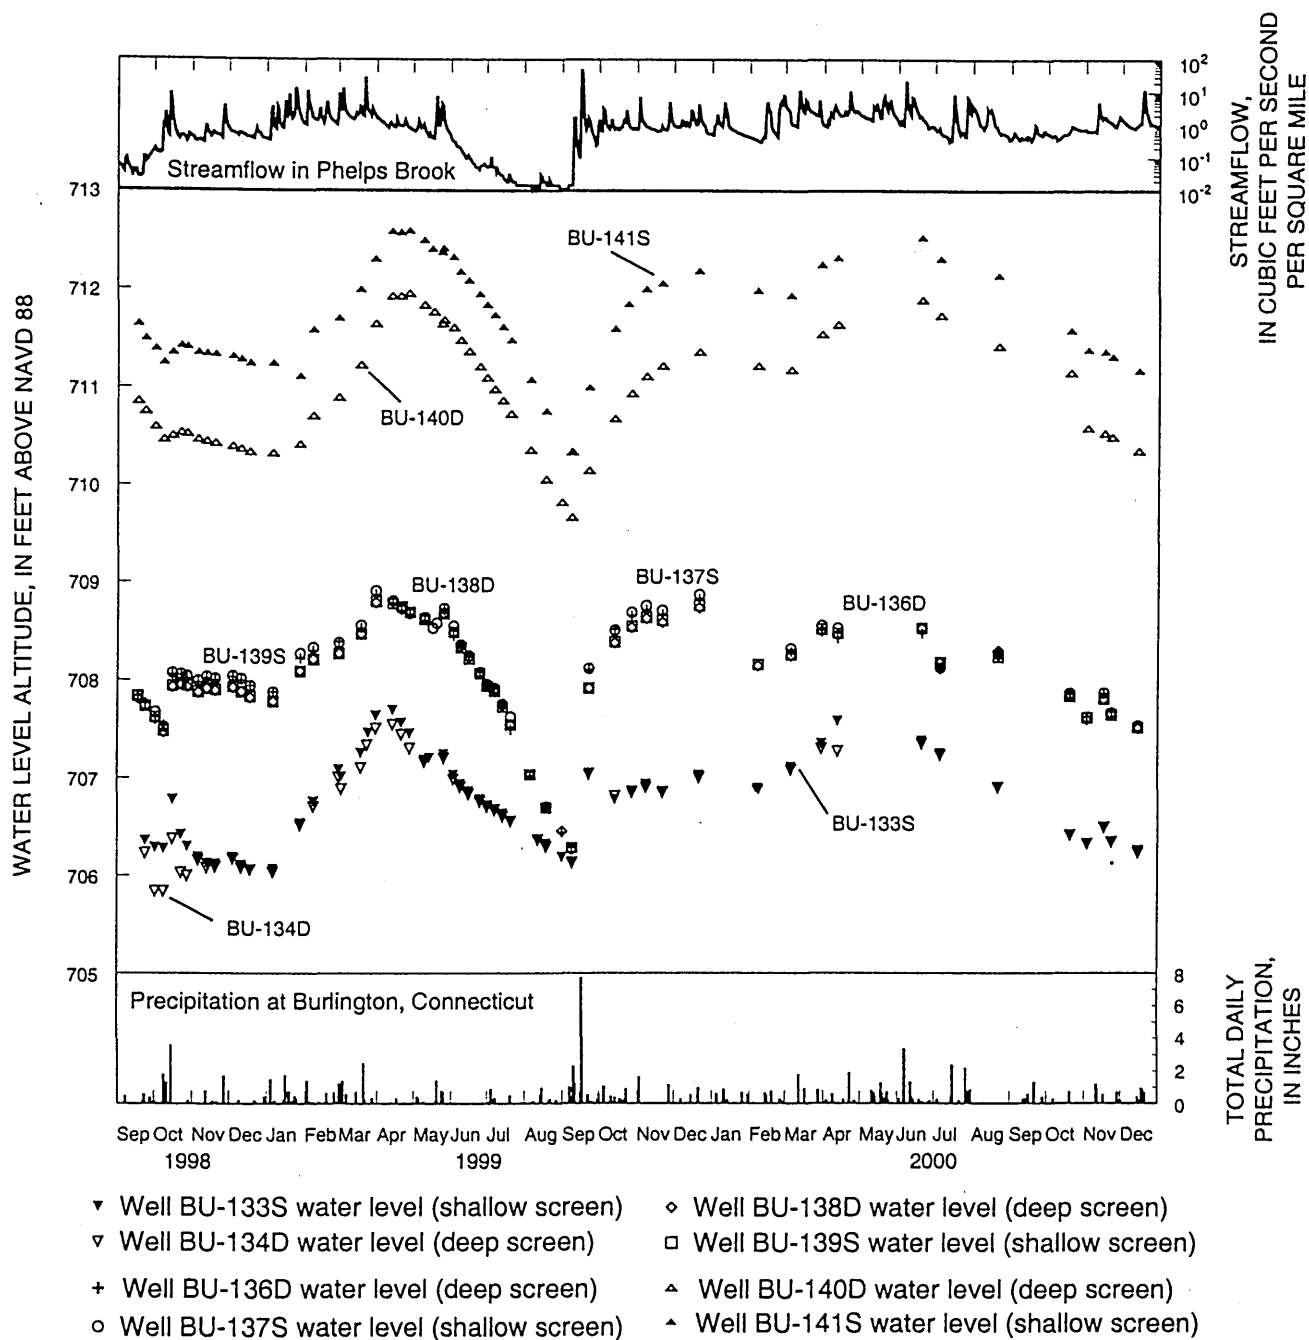 10²
10¹
10⁰
10⁻¹
10⁻²
STREAMFLOW,
IN CUBIC FEET PER SECOND
PER SQUARE MILE
Streamflow in Phelps Brook
713
712
711
710
709
708
707
706
705
WATER LEVEL ALTITUDE, IN FEET ABOVE NAVD 88
BU-141S
BU-140D
BU-138D
BU-137S
BU-136D
BU-139S
BU-133S
BU-134D
Precipitation at Burlington, Connecticut
8
6
4
2
0
TOTAL DAILY
PRECIPITATION,
IN INCHES
Sep Oct Nov Dec Jan Feb Mar Apr May Jun Jul Aug Sep Oct Nov Dec Jan Feb Mar Apr May Jun Jul Aug Sep Oct Nov Dec
1998 1999 2000
Well BU-133S water level (shallow screen)
Well BU-134D water level (deep screen)
Well BU-136D water level (deep screen)
Well BU-137S water level (shallow screen)
Well BU-138D water level (deep screen)
Well BU-139S water level (shallow screen)
Well BU-140D water level (deep screen)
Well BU-141S water level (shallow screen)